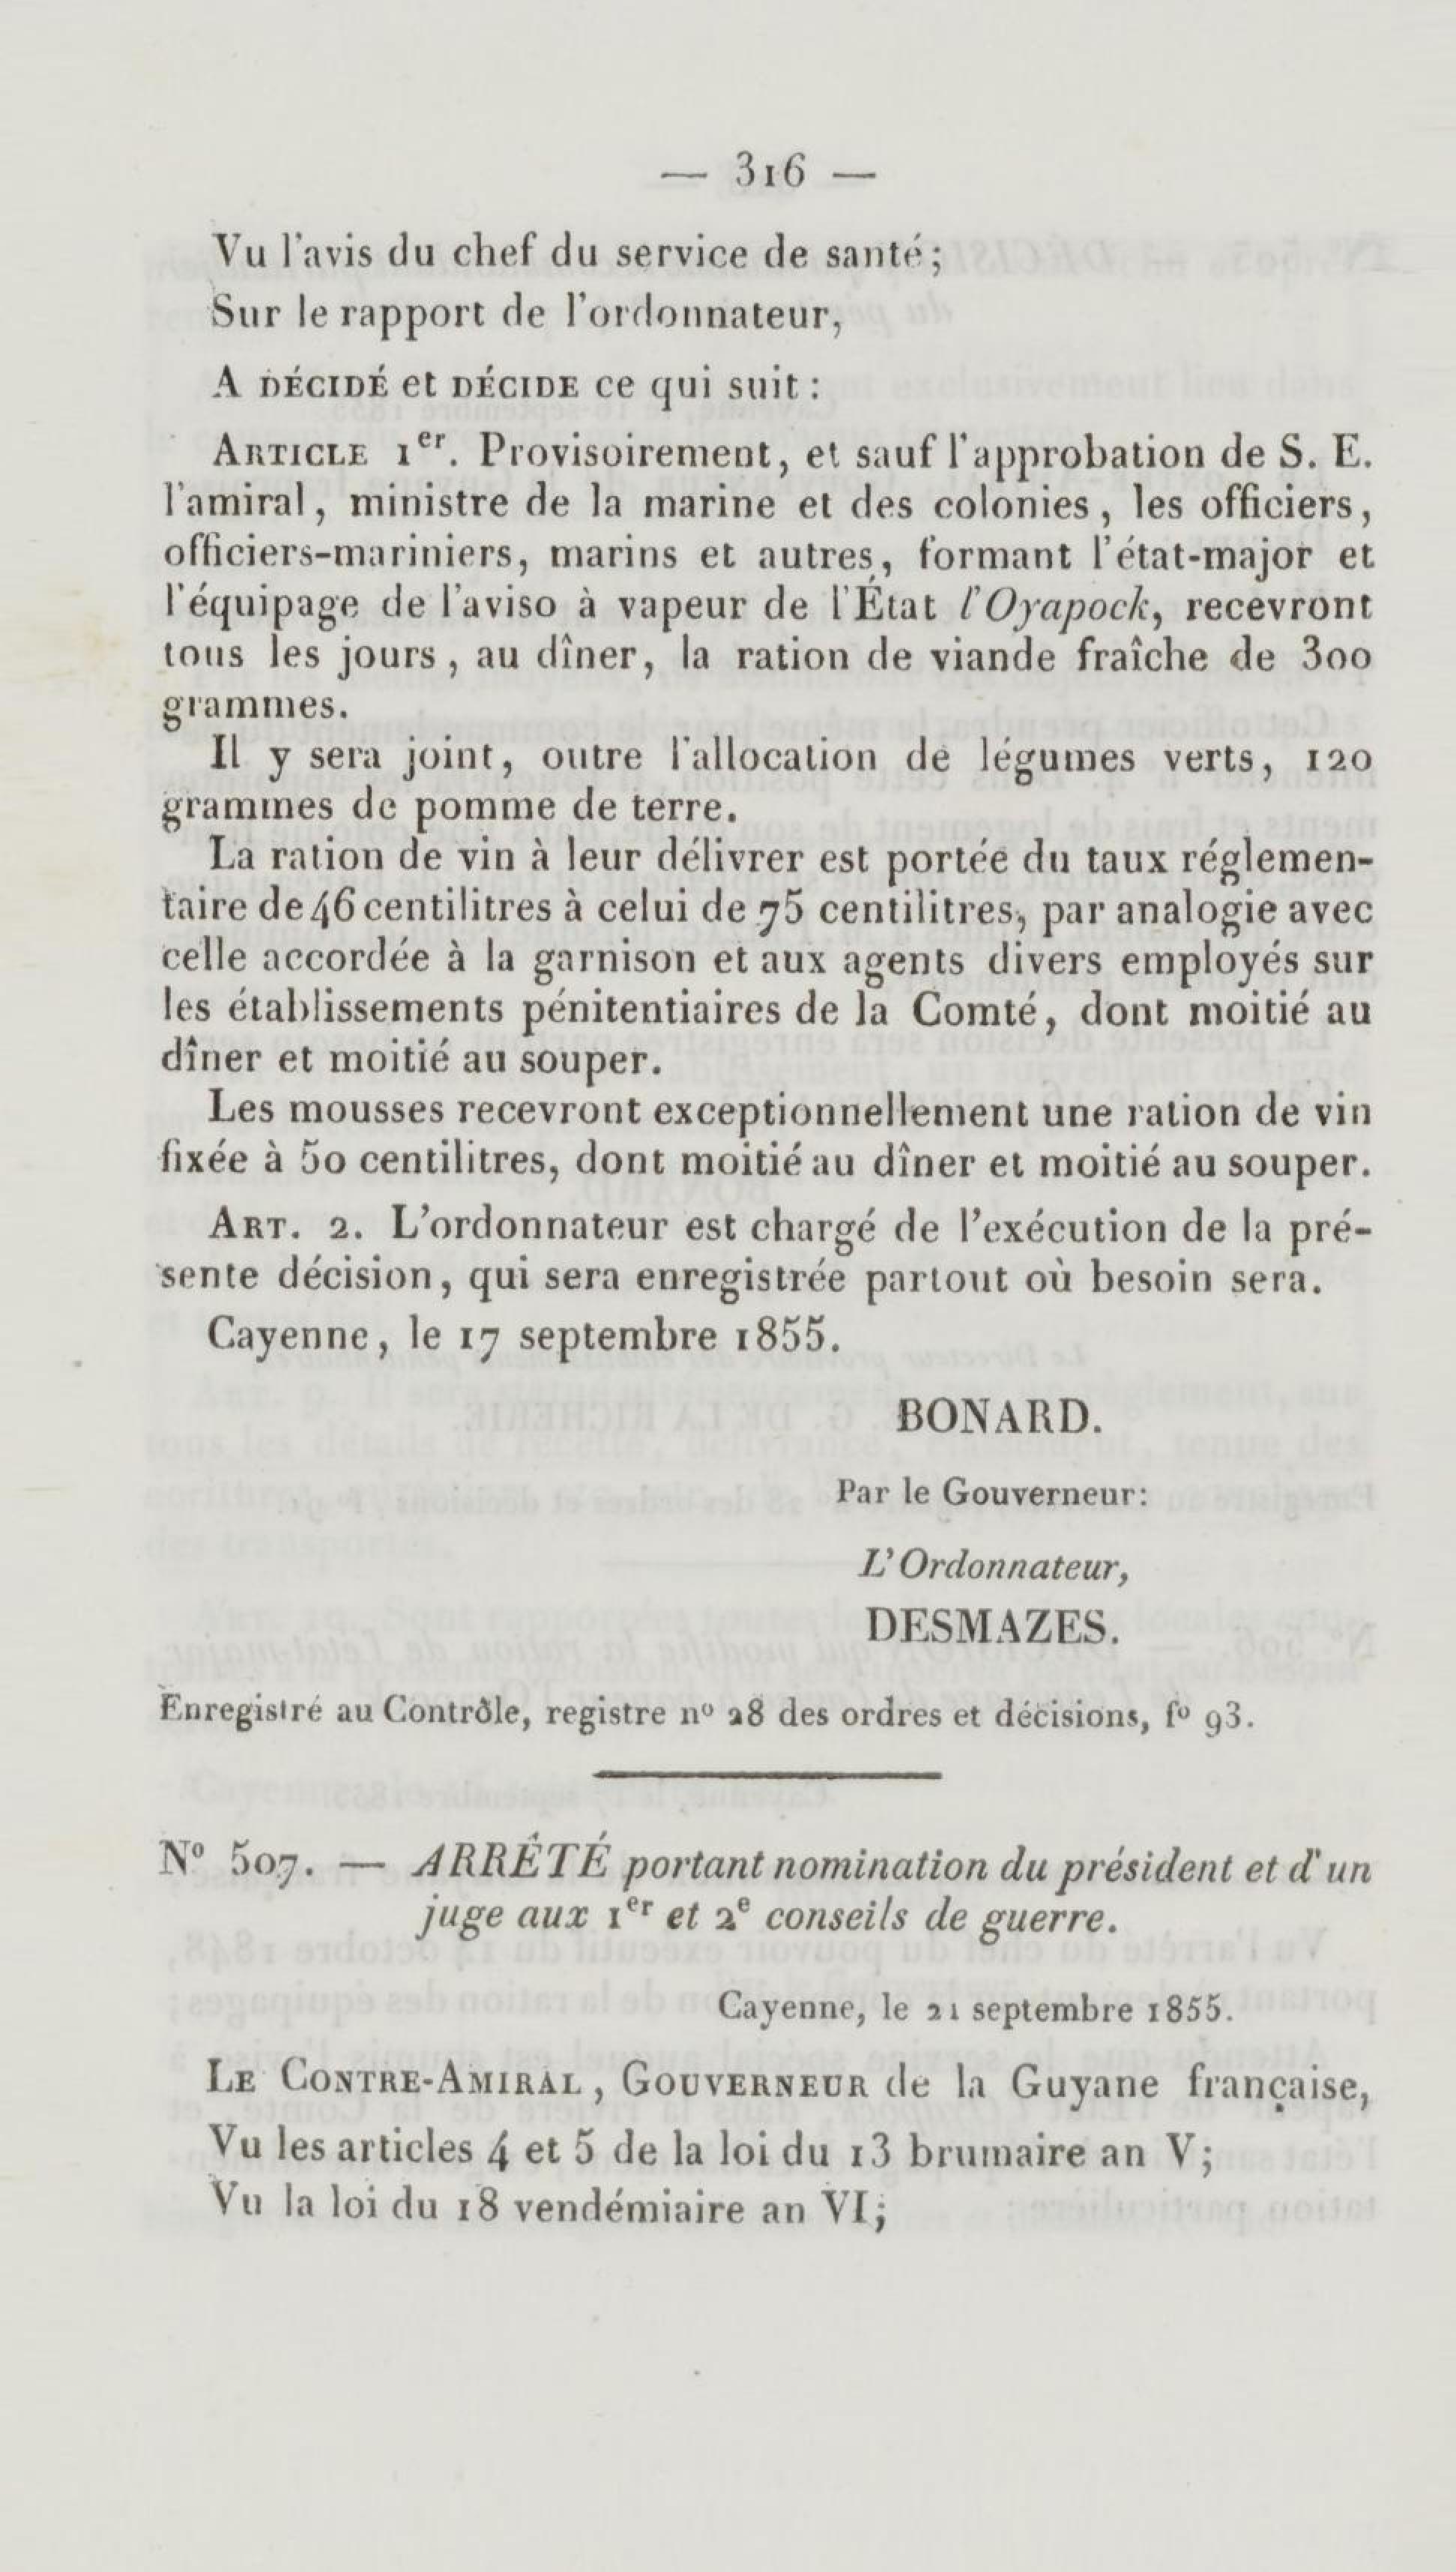 — 316 —
Vu l'avis du chef du service de santé;
Sur le rapport de l'ordonnateur,
A DÉCIDÉ et DÉCIDE ce qui suit :
ARTICLE 1er. Provisoirement, et sauf l'approbation de S. E.
l'amiral, ministre de la marine et des colonies, les officiers,
officiers-mariniers, marins et autres, formant l'état-major et
l'équipage de l'aviso à vapeur de l'État l'Oyapock, recevront
tous les jours, au dîner, la ration de viande fraîche de 300
grammes.
Il y sera joint, outre l'allocation de légumes verts, 120
grammes de pomme de terre.
La ration de vin à leur délivrer est portée du taux réglemen-
taire de 46 centilitres à celui de 75 centilitres, par analogie avec
celle accordée à la garnison et aux agents divers employés sur
les établissements pénitentiaires de la Comté, dont moitié au
dîner et moitié au souper.
Les mousses recevront exceptionnellement une ration de vin
fixée à 50 centilitres, dont moitié au dîner et moitié au souper.
ART. 2. L'ordonnateur est chargé de l'exécution de la pré-
sente décision, qui sera enregistrée partout où besoin sera.
Cayenne, le 17 septembre 1855.
BONARD.
Par le Gouverneur:
L'Ordonnateur,
DESMAZES.
Enregistré au Contrôle, registre nº 28 des ordres et décisions, fº 93.
Nº 507. — ARRÊTÉ portant nomination du président et d'un
juge aux 1er et 2e conseils de guerre.
Cayenne, le 21 septembre 1855.
LE CONTRE-AMIRAL, GOUVERNEUR de la Guyane française,
Vu les articles 4 et 5 de la loi du 13 brumaire an V;
Vu la loi du 18 vendémiaire an VI;